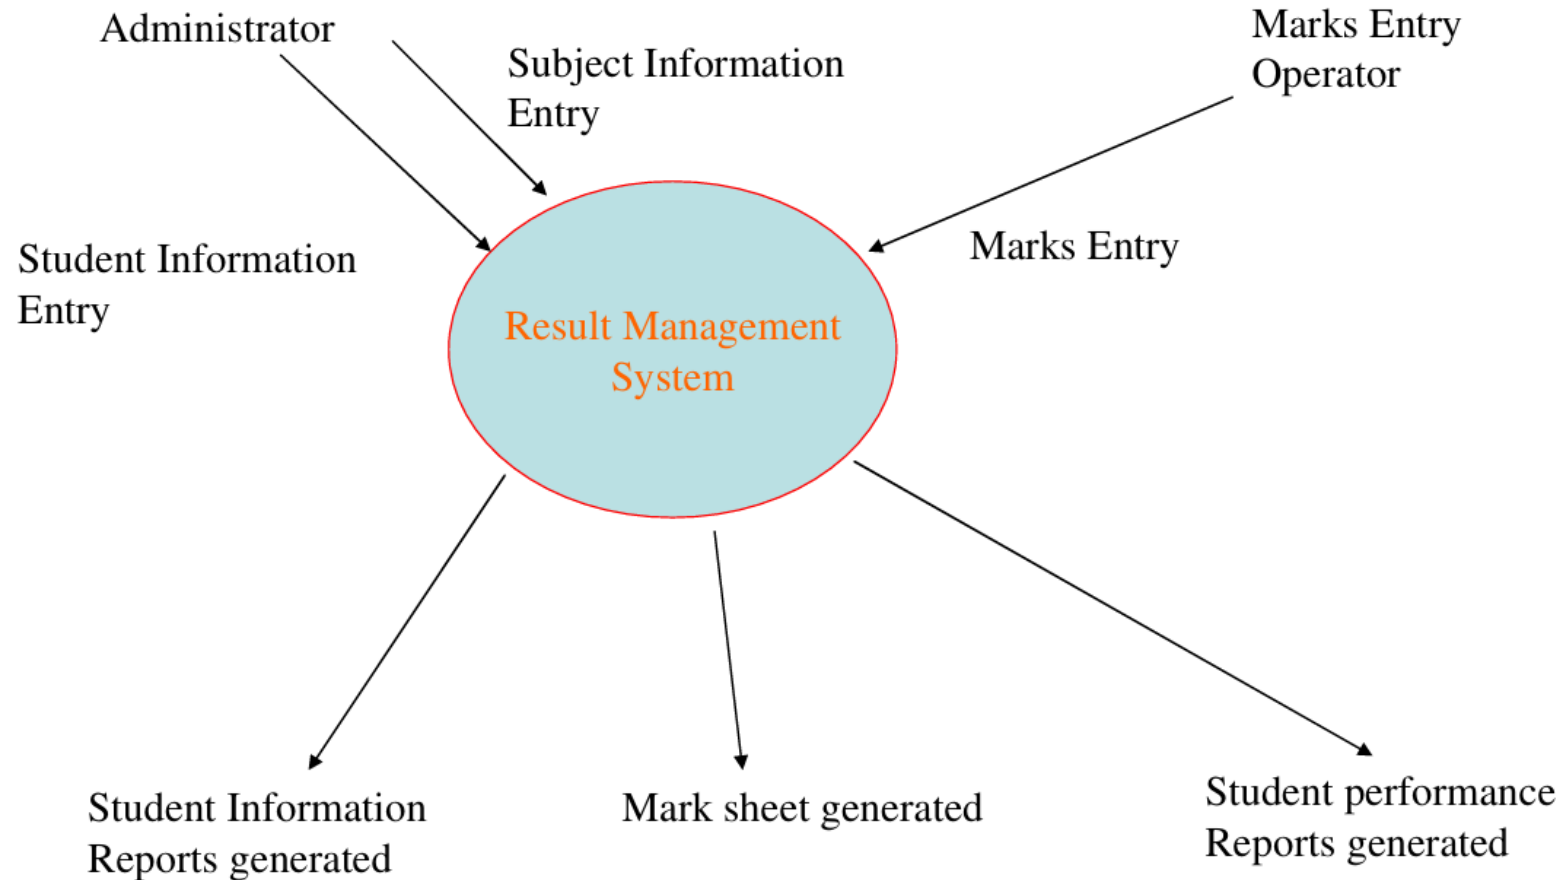 Administrator
Marks Entry
Operator
Subject Information
Entry
Student Information
Entry
Marks Entry
Result Management
System
Student Information
Reports generated
Mark sheet generated
Student performance
Reports generated